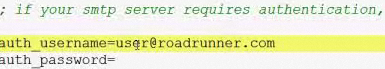 ; if your smtp server requires authentication,
auth_username=user@roadrunner.com
auth_password=